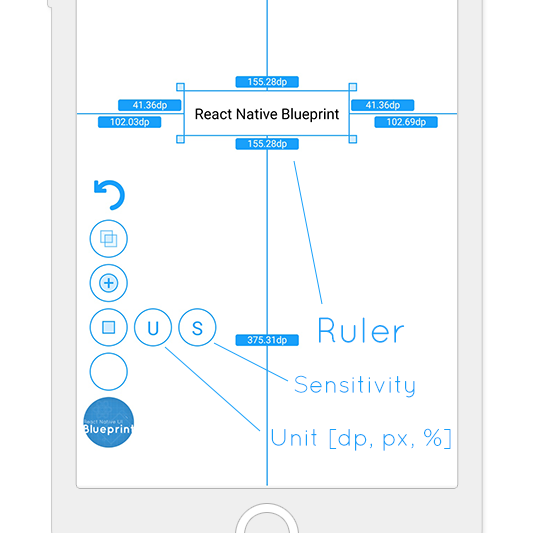 155.28dp
41.36dp
41.36dp
React Native Blueprint
102.03dp
102.69dp
155.28dp
U
S
Ruler
375.31dp
Sensitivity
React Native UI
Blueprint
Unit [dp, px, %]